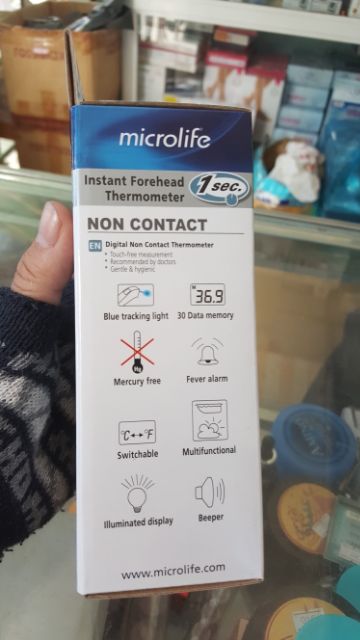 microlife
Instant Forehead
Thermometer
1 sec.
NON CONTACT
EN Digital Non Contact Thermometer
• Touch-free measurement
• Recommended by doctors
• Gentle & hygienic
M
36.9
Blue tracking light
30 Data memory
Hg
Mercury free
Fever alarm
°C↔°F
Switchable
Multifunctional
Illuminated display
Beeper
www.microlife.com